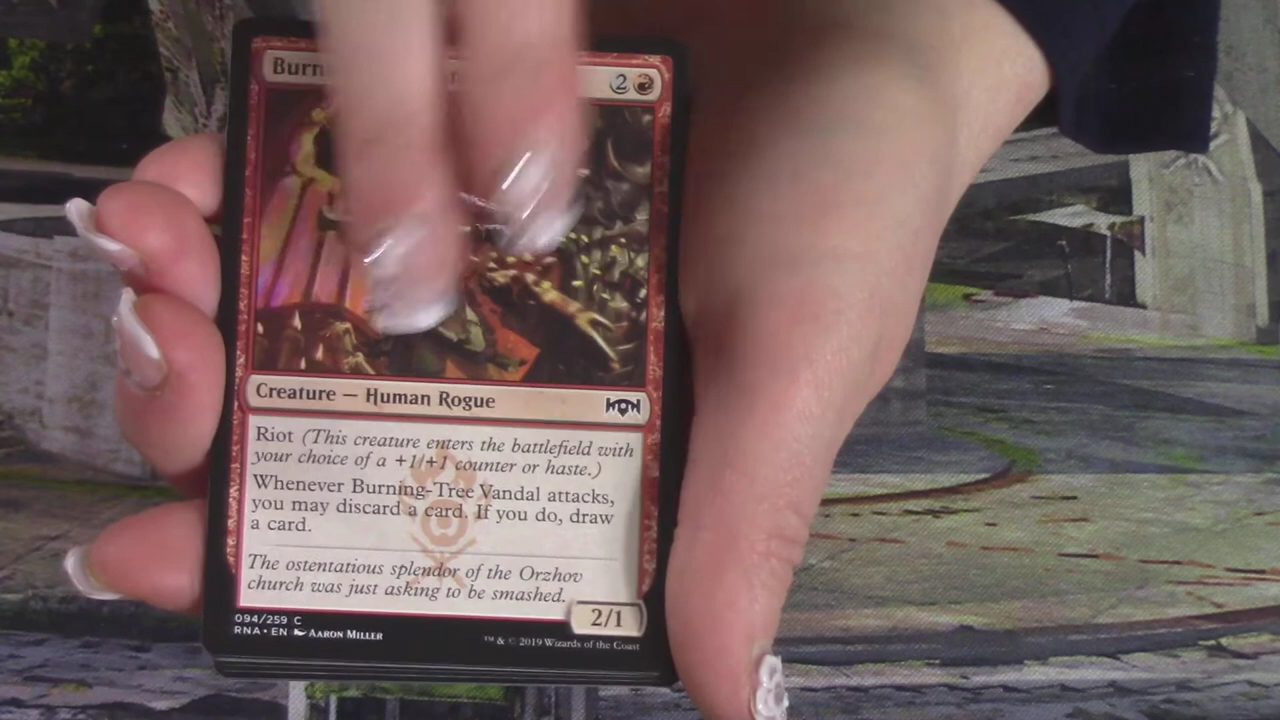 Burn
2
Creature — Human Rogue
Riot (This creature enters the battlefield with
your choice of a +1/+1 counter or haste.)
Whenever Burning-Tree Vandal attacks,
you may discard a card. If you do, draw
a card.
The ostentatious splendor of the Orzhov
church was just asking to be smashed.
2/1
094/259 C
RNA • EN Aaron Miller
™ & © 2019 Wizards of the Coast